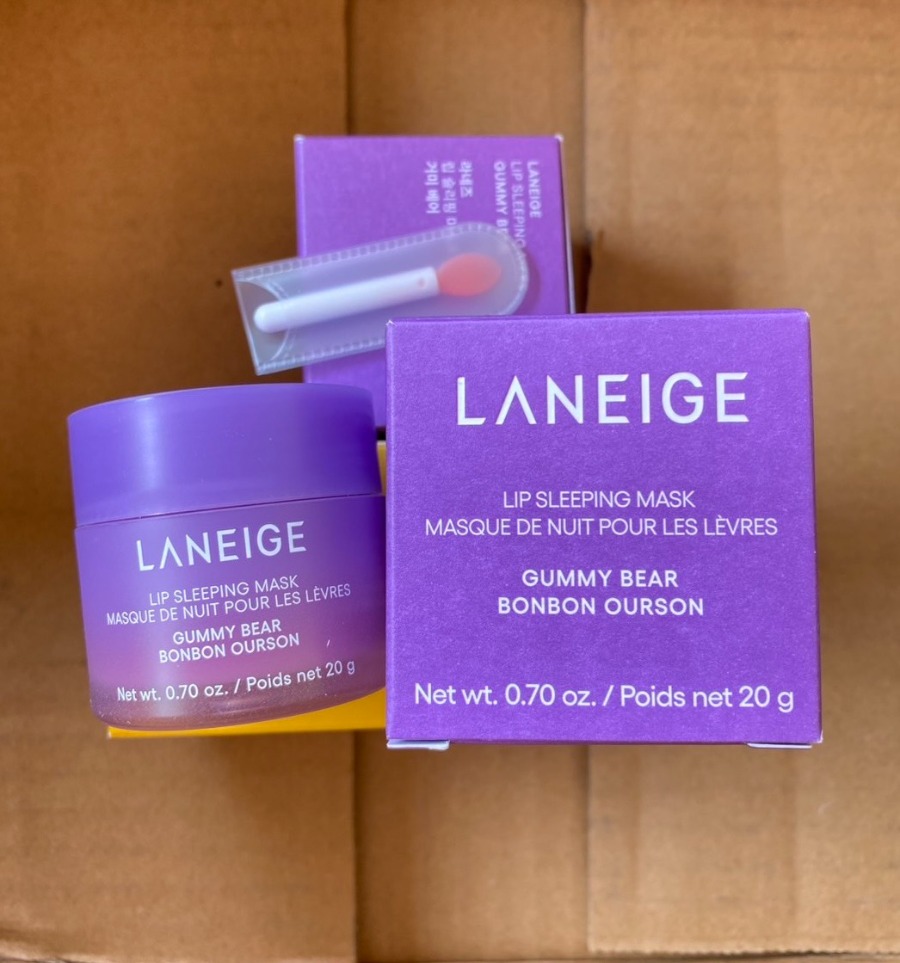 LANEIGE
LIP SLEEPING
GUMMY BE
LANEIGE
LIP SLEEPING MASK
MASQUE DE NUIT POUR LES LÈVRES
GUMMY BEAR
BONBON OURSON
Net wt. 0.70 oz. / Poids net 20 g
LANEIGE
LIP SLEEPING MASK
MASQUE DE NUIT POUR LES LÈVRES
GUMMY BEAR
BONBON OURSON
Net wt. 0.70 oz. / Poids net 20 g